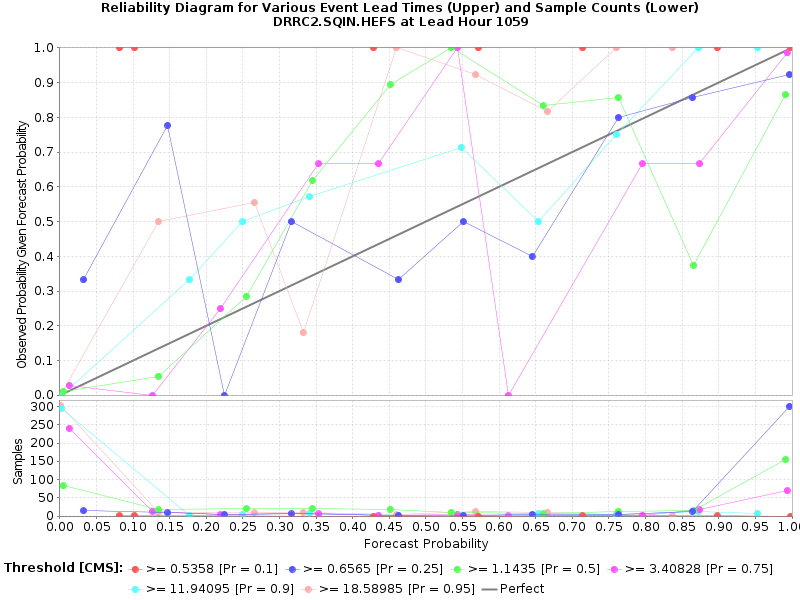 Reliability Diagram for Various Event Lead Times (Upper) and Sample Counts (Lower)
DRRC2.SQIN.HEFS at Lead Hour 1059
Observed Probability Given Forecast Probability
1.0
0.9
0.8
0.7
0.6
0.5
0.4
0.3
0.2
0.1
0.0
Samples
300
250
200
150
100
50
0
0.00 0.05 0.10 0.15 0.20 0.25 0.30 0.35 0.40 0.45 0.50 0.55 0.60 0.65 0.70 0.75 0.80 0.85 0.90 0.95 1.0
Forecast Probability
Threshold [CMS]: >= 0.5358 [Pr = 0.1] >= 0.6565 [Pr = 0.25] >= 1.1435 [Pr = 0.5] >= 3.40828 [Pr = 0.75]
>= 11.94095 [Pr = 0.9] >= 18.58985 [Pr = 0.95] Perfect